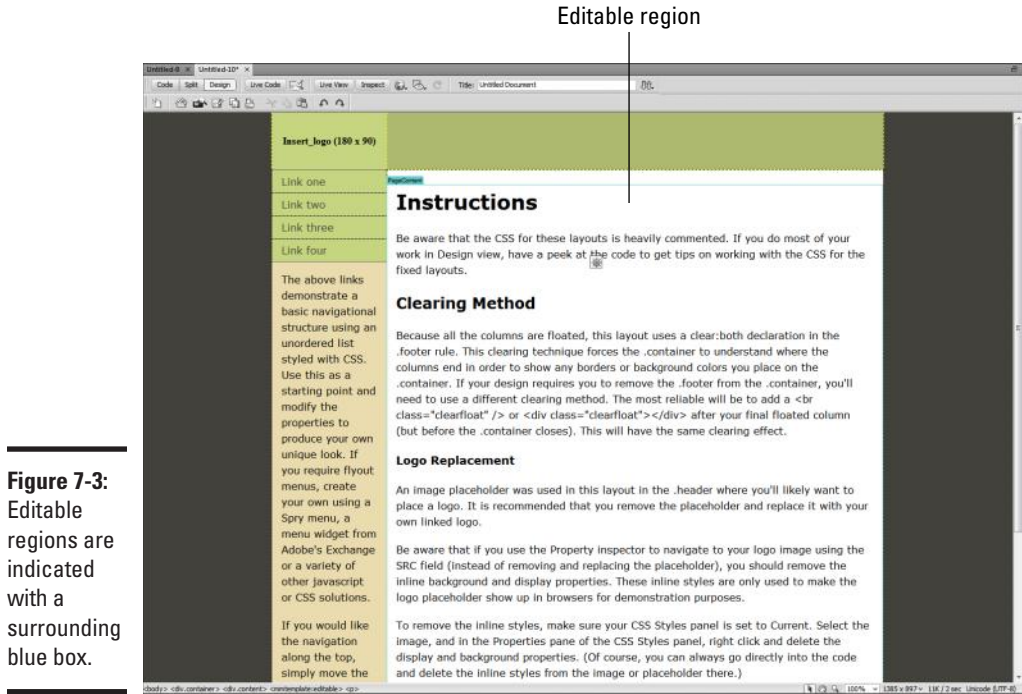 Editable region
Untitled-9 × Untitled-10* ×
Code Split Design Live Code Live View Inspect Title: Untitled Document
Insert_logo (180 x 90)
Link one
Link two
Link three
Link four
The above links
demonstrate a
basic navigational
structure using an
unordered list
styled with CSS.
Use this as a
starting point and
modify the
properties to
produce your own
unique look. If
you require flyout
menus, create
your own using a
Spry menu, a
menu widget from
Adobe's Exchange
or a variety of
other javascript
or CSS solutions.
If you would like
the navigation
along the top,
simply move the
PageContent
Instructions
Be aware that the CSS for these layouts is heavily commented. If you do most of your
work in Design view, have a peek at the code to get tips on working with the CSS for the
fixed layouts.
Clearing Method
Because all the columns are floated, this layout uses a clear:both declaration in the
.footer rule. This clearing technique forces the .container to understand where the
columns end in order to show any borders or background colors you place on the
.container. If your design requires you to remove the .footer from the .container, you'll
need to use a different clearing method. The most reliable will be to add a <br
class="clearfloat" /> or <div class="clearfloat"></div> after your final floated column
(but before the .container closes). This will have the same clearing effect.
Logo Replacement
An image placeholder was used in this layout in the .header where you'll likely want to
place a logo. It is recommended that you remove the placeholder and replace it with your
own linked logo.
Be aware that if you use the Property inspector to navigate to your logo image using the
SRC field (instead of removing and replacing the placeholder), you should remove the
inline background and display properties. These inline styles are only used to make the
logo placeholder show up in browsers for demonstration purposes.
To remove the inline styles, make sure your CSS Styles panel is set to Current. Select the
image, and in the Properties pane of the CSS Styles panel, right click and delete the
display and background properties. (Of course, you can always go directly into the code
and delete the inline styles from the image or placeholder there.)
<body> <div.container> <div.content> <mmtemplate:editable> <p>
100% 1385 x 897 11K / 2 sec Unicode (UTF-8)
Figure 7-3:
Editable
regions are
indicated
with a
surrounding
blue box.